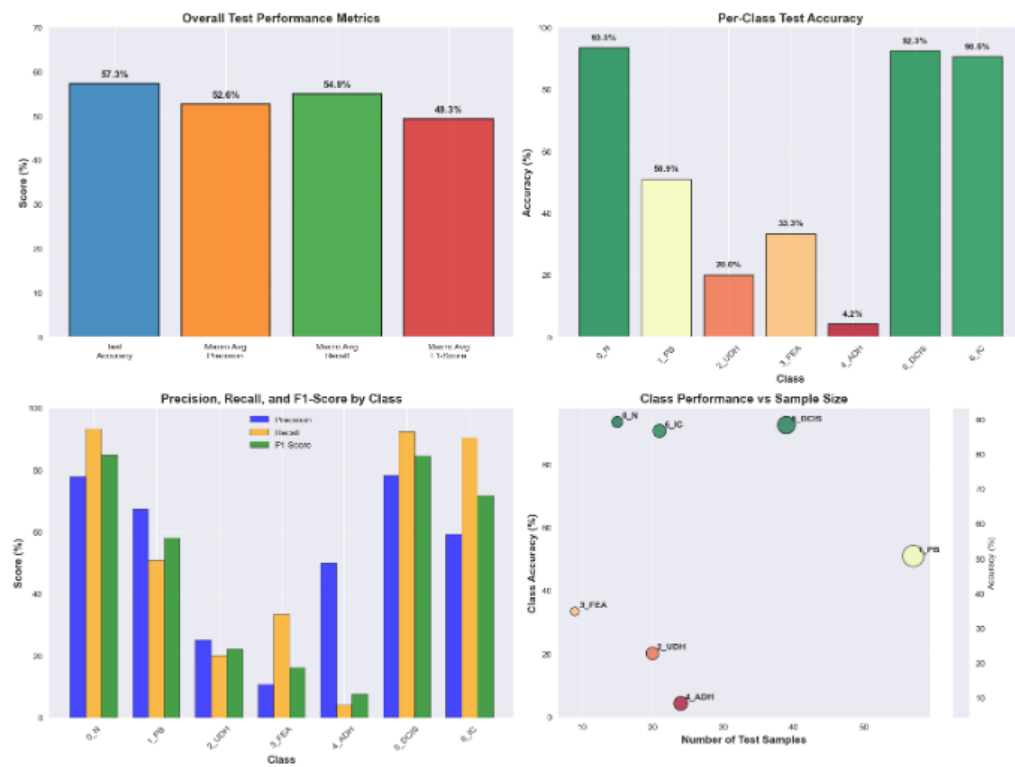 Overall Test Performance Metrics
70
60
50
40
30
20
10
0
Score (%)
57.3%
52.6%
54.9%
49.3%
Test
Accuracy
Macro Avg
Precision
Macro Avg
Recall
Macro Avg
F1-Score
Per-Class Test Accuracy
100
80
60
40
20
0
Accuracy (%)
93.3%
50.9%
20.0%
33.3%
4.2%
92.3%
90.5%
0_N
1_PB
2_UDH
3_FEA
4_ADH
5_DCIS
6_IC
Class
Precision, Recall, and F1-Score by Class
100
80
60
40
20
0
Score (%)
Precision
Recall
F1-Score
0_N
1_PB
2_UDH
3_FEA
4_ADH
5_DCIS
6_IC
Class
Class Performance vs Sample Size
80
60
40
20
0
Class Accuracy (%)
0_N
6_IC
5_DCIS
1_PB
3_FEA
2_UDH
4_ADH
10
20
30
40
50
Number of Test Samples
90
80
70
60
50
40
30
20
10
Accuracy (%)